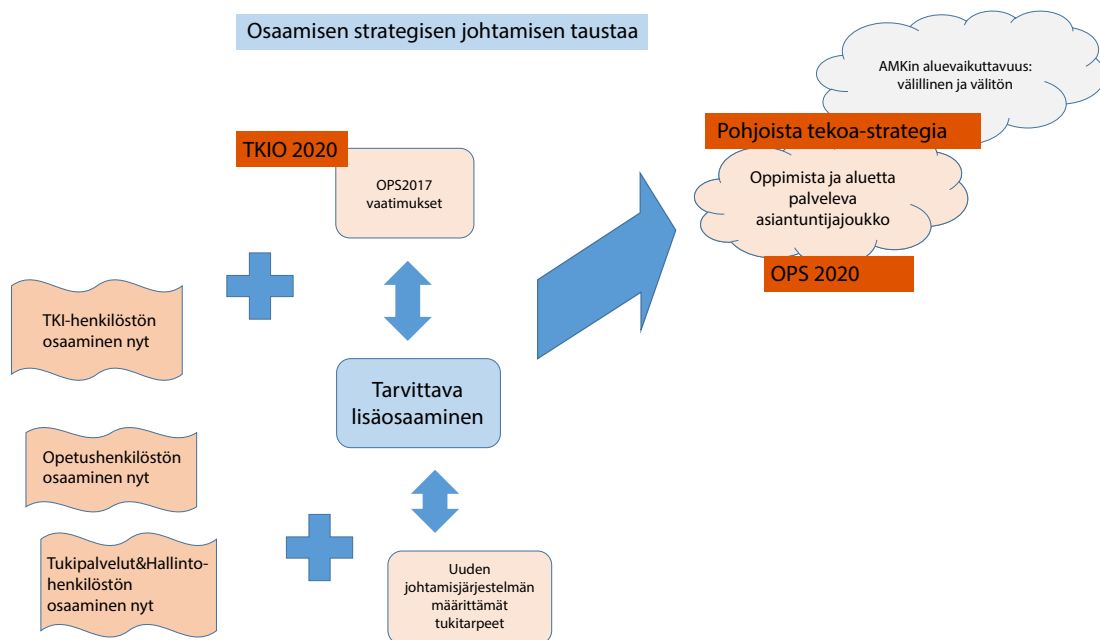 Osaamisen strategisen johtamisen taustaa
AMKin aluevaikuttavuus:
välillinen ja välitön
Pohjoista tekoa-strategia
TKIO 2020
OPS2017
vaatimukset
Oppimista ja aluetta
palveleva
asiantuntijajoukko
OPS 2020
TKI-henkilöstön
osaaminen nyt
Tarvittava
lisäosaaminen
Opetushenkilöstön
osaaminen nyt
Tukipalvelut&Hallinto-
henkilöstön
osaaminen nyt
Uuden
johtamisjärjestelmän
määrittämät
tukitarpeet